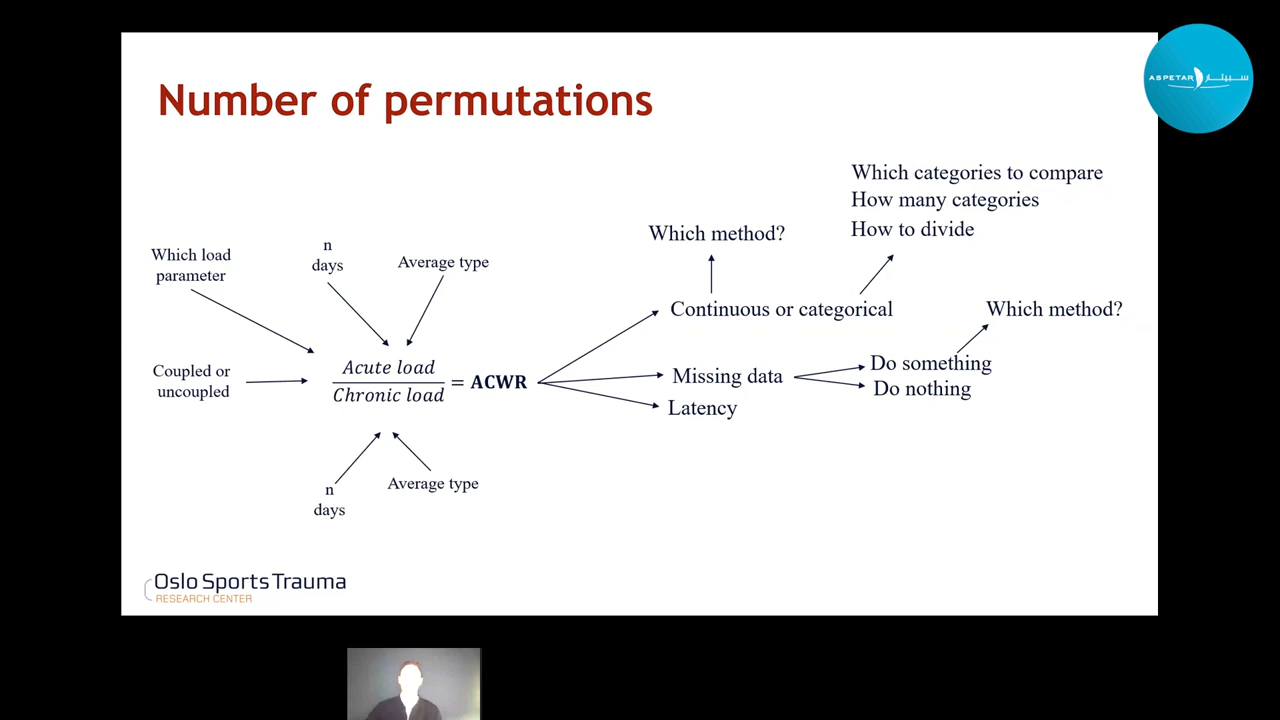 Number of permutations
ASPETAR سبيتار
Which categories to compare
How many categories
How to divide
Which method?
n
days
Average type
Which load
parameter
Continuous or categorical
Which method?
Coupled or
uncoupled
Acute load
Chronic load
= ACWR
Missing data
Latency
Do something
Do nothing
n
days
Average type
Oslo Sports Trauma
RESEARCH CENTER